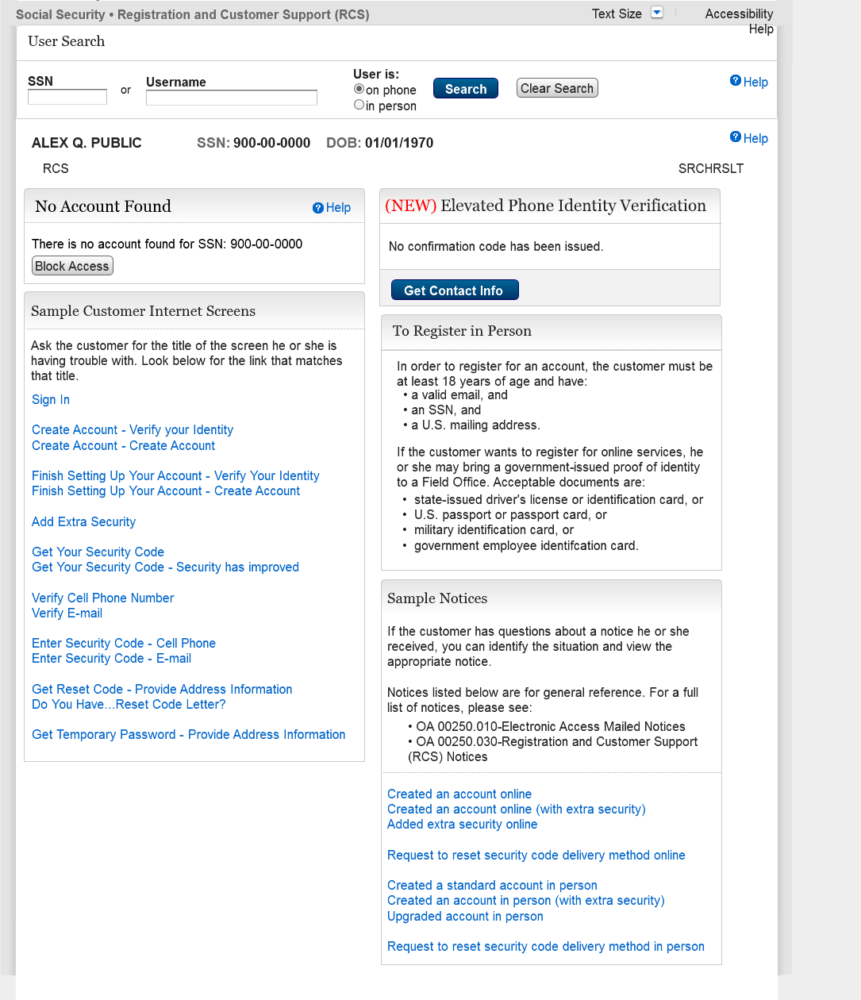 Social Security • Registration and Customer Support (RCS)
Text Size
Accessibility
Help
User Search
SSN
or
Username
User is:
on phone
in person
Search
Clear Search
Help
ALEX Q. PUBLIC SSN: 900-00-0000 DOB: 01/01/1970
Help
RCS
SRCHRSLT
No Account Found
Help
There is no account found for SSN: 900-00-0000
Block Access
Sample Customer Internet Screens
Ask the customer for the title of the screen he or she is
having trouble with. Look below for the link that matches
that title.
Sign In
Create Account - Verify your Identity
Create Account - Create Account
Finish Setting Up Your Account - Verify Your Identity
Finish Setting Up Your Account - Create Account
Add Extra Security
Get Your Security Code
Get Your Security Code - Security has improved
Verify Cell Phone Number
Verify E-mail
Enter Security Code - Cell Phone
Enter Security Code - E-mail
Get Reset Code - Provide Address Information
Do You Have...Reset Code Letter?
Get Temporary Password - Provide Address Information
(NEW) Elevated Phone Identity Verification
No confirmation code has been issued.
Get Contact Info
To Register in Person
In order to register for an account, the customer must be
at least 18 years of age and have:
• a valid email, and
• an SSN, and
• a U.S. mailing address.
If the customer wants to register for online services, he
or she may bring a government-issued proof of identity
to a Field Office. Acceptable documents are:
• state-issued driver's license or identification card, or
• U.S. passport or passport card, or
• military identification card, or
• government employee identifcation card.
Sample Notices
If the customer has questions about a notice he or she
received, you can identify the situation and view the
appropriate notice.
Notices listed below are for general reference. For a full
list of notices, please see:
• OA 00250.010-Electronic Access Mailed Notices
• OA 00250.030-Registration and Customer Support
(RCS) Notices
Created an account online
Created an account online (with extra security)
Added extra security online
Request to reset security code delivery method online
Created a standard account in person
Created an account in person (with extra security)
Upgraded account in person
Request to reset security code delivery method in person